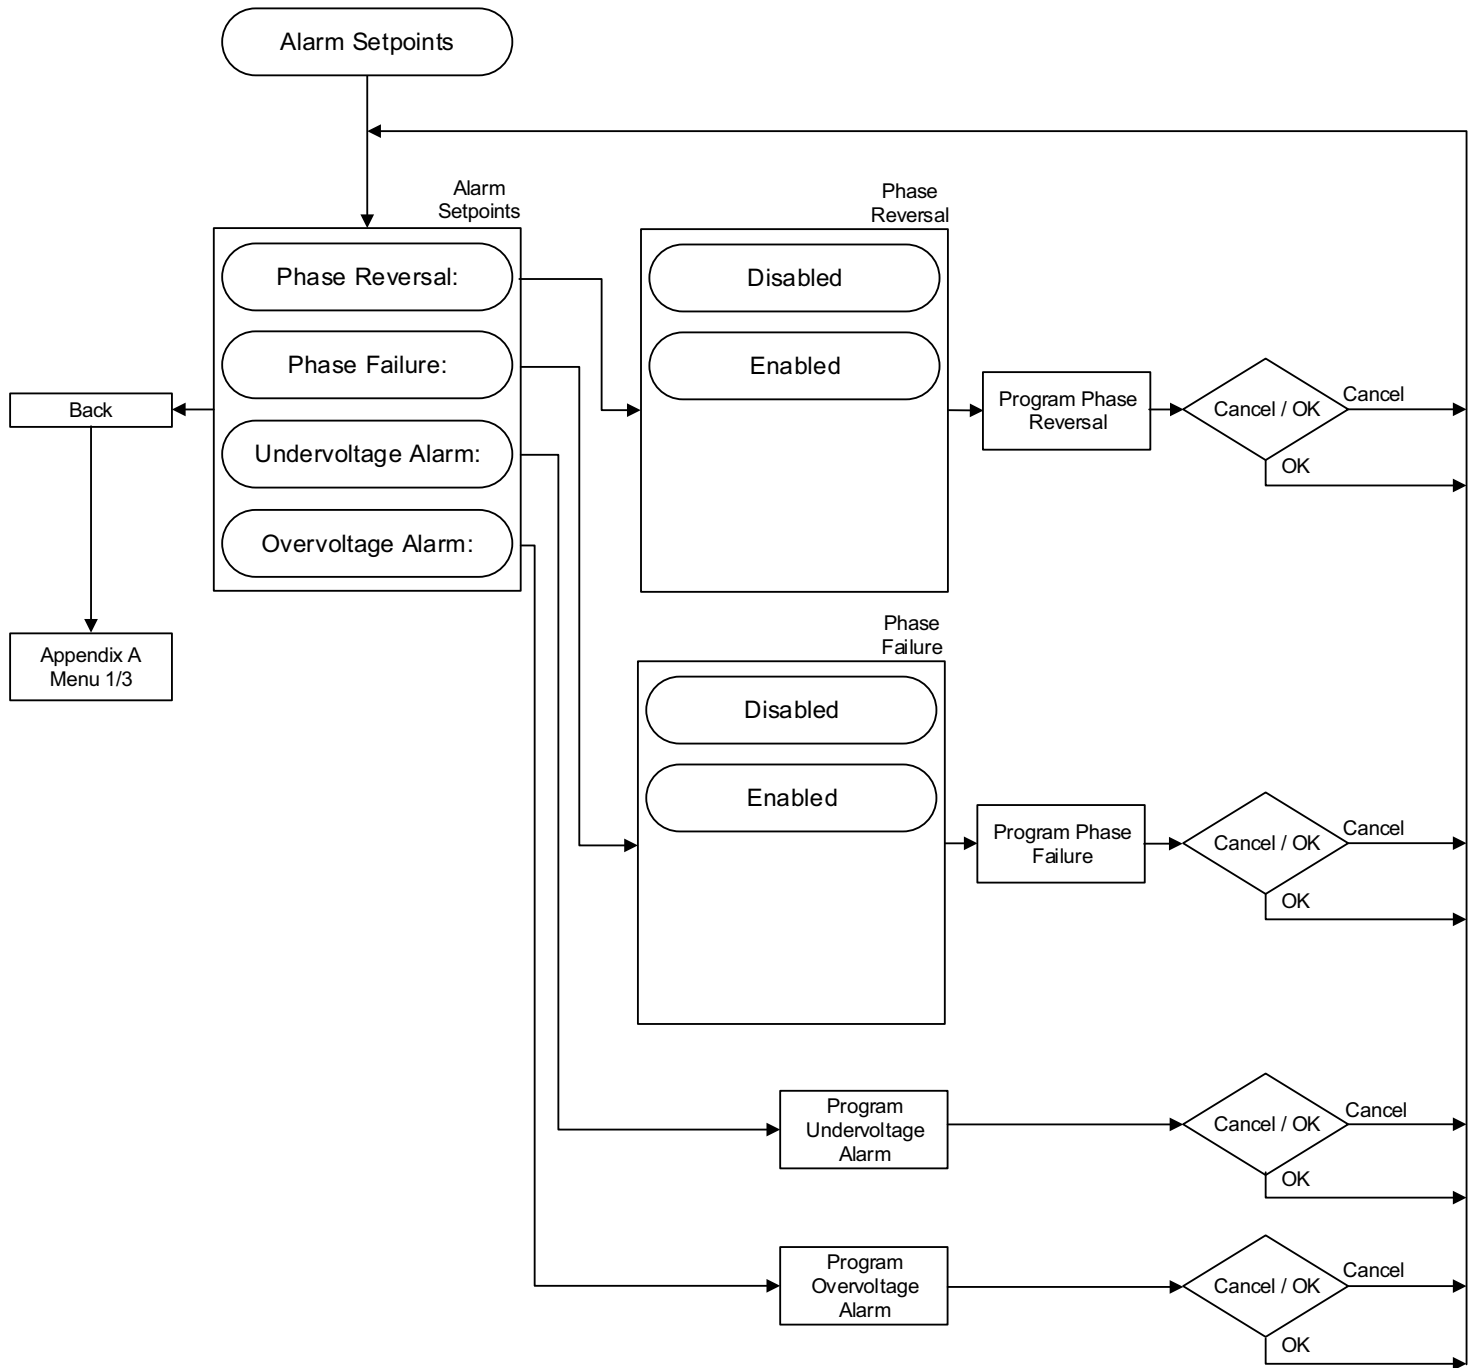 Alarm Setpoints
Alarm
Setpoints
Phase
Reversal
Phase Reversal:
Disabled
Phase Failure:
Enabled
Back
Program Phase
Reversal
Cancel / OK
Cancel
OK
Undervoltage Alarm:
Overvoltage Alarm:
Appendix A
Menu 1/3
Phase
Failure
Disabled
Enabled
Program Phase
Failure
Cancel / OK
Cancel
OK
Program
Undervoltage
Alarm
Cancel / OK
Cancel
OK
Program
Overvoltage
Alarm
Cancel / OK
Cancel
OK